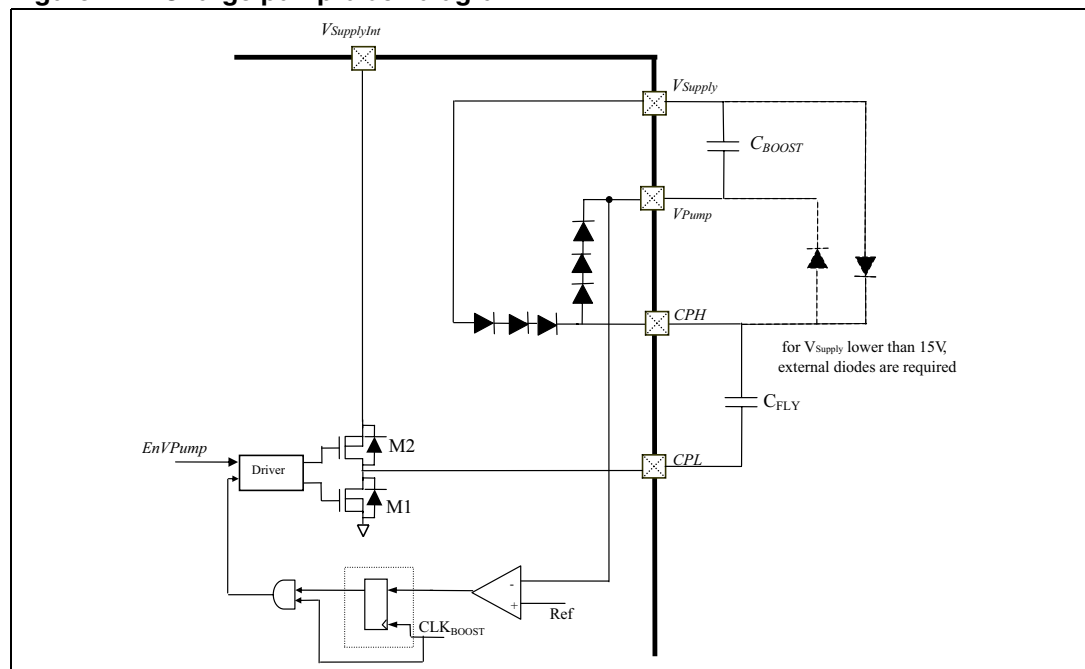 VSupplyInt
VSupply
CBOOST
VPump
CPH
for VSupply lower than 15V,
external diodes are required
CFLY
EnVPump
M2
CPL
Driver
M1
-
+
Ref
CLKBOOST